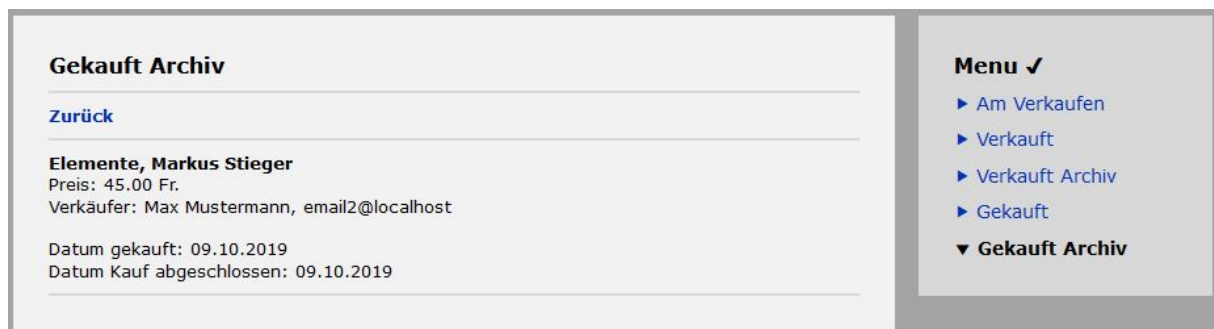 Gekauft Archiv
Zurück
Elemente, Markus Stieger
Preis: 45.00 Fr.
Verkäufer: Max Mustermann, email2@localhost
Datum gekauft: 09.10.2019
Datum Kauf abgeschlossen: 09.10.2019
Menu ✔
▶ Am Verkaufen
▶ Verkauft
▶ Verkauft Archiv
▶ Gekauft
▼ Gekauft Archiv